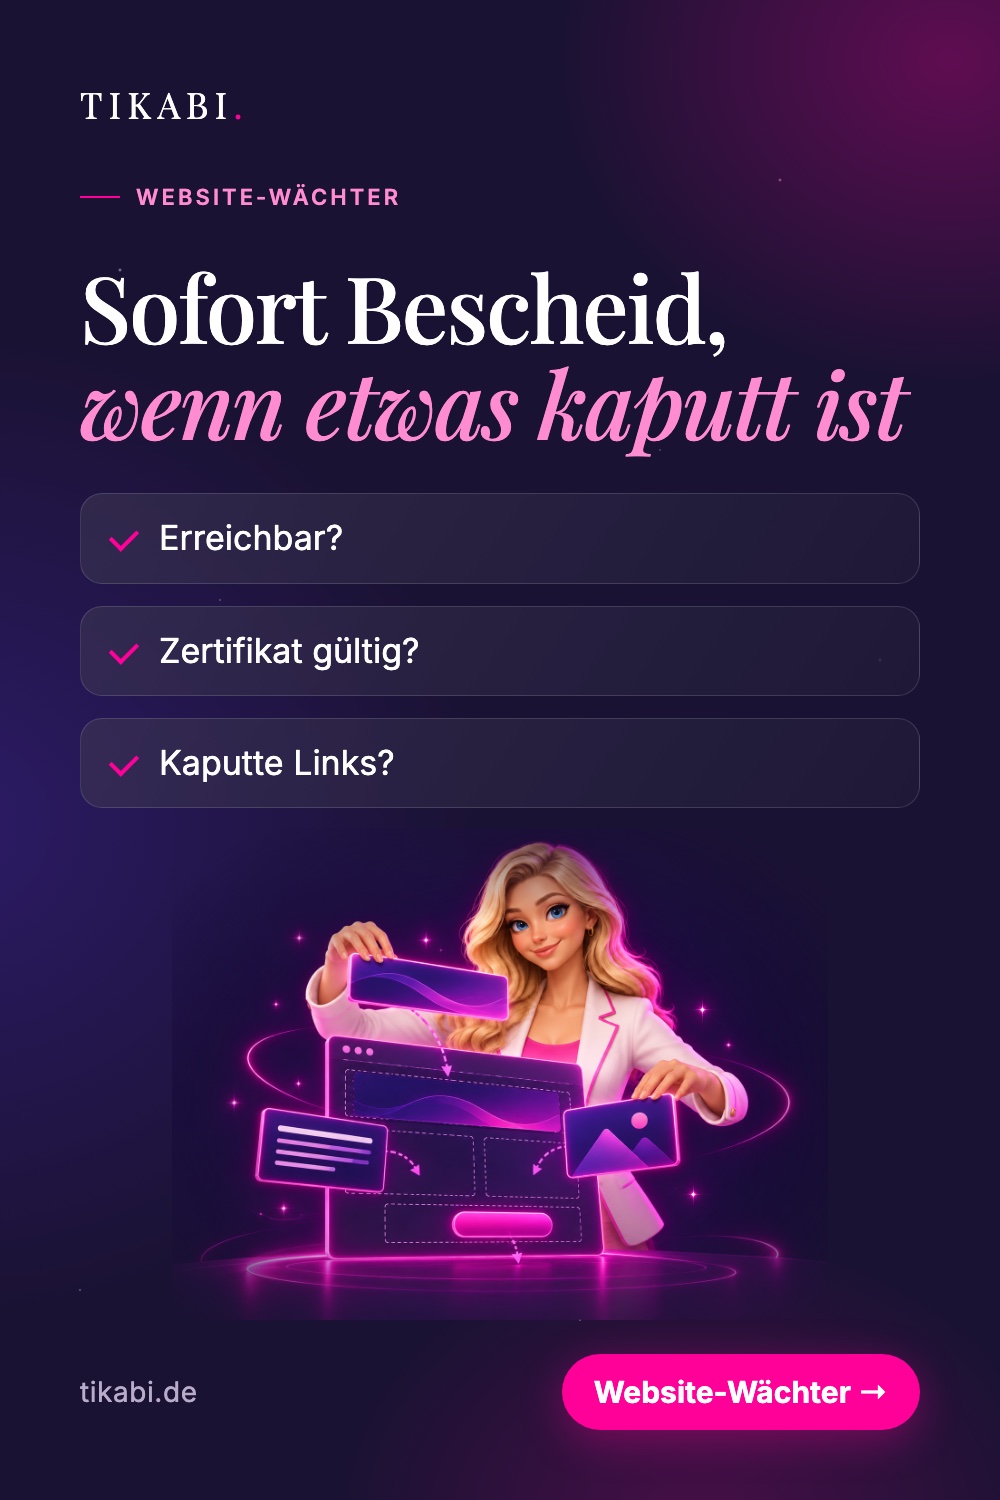 TIKABI.
WEBSITE-WÄCHTER
Sofort Bescheid,
wenn etwas kaputt ist
Erreichbar?
Zertifikat gültig?
Kaputte Links?
tikabi.de
Website-Wächter →